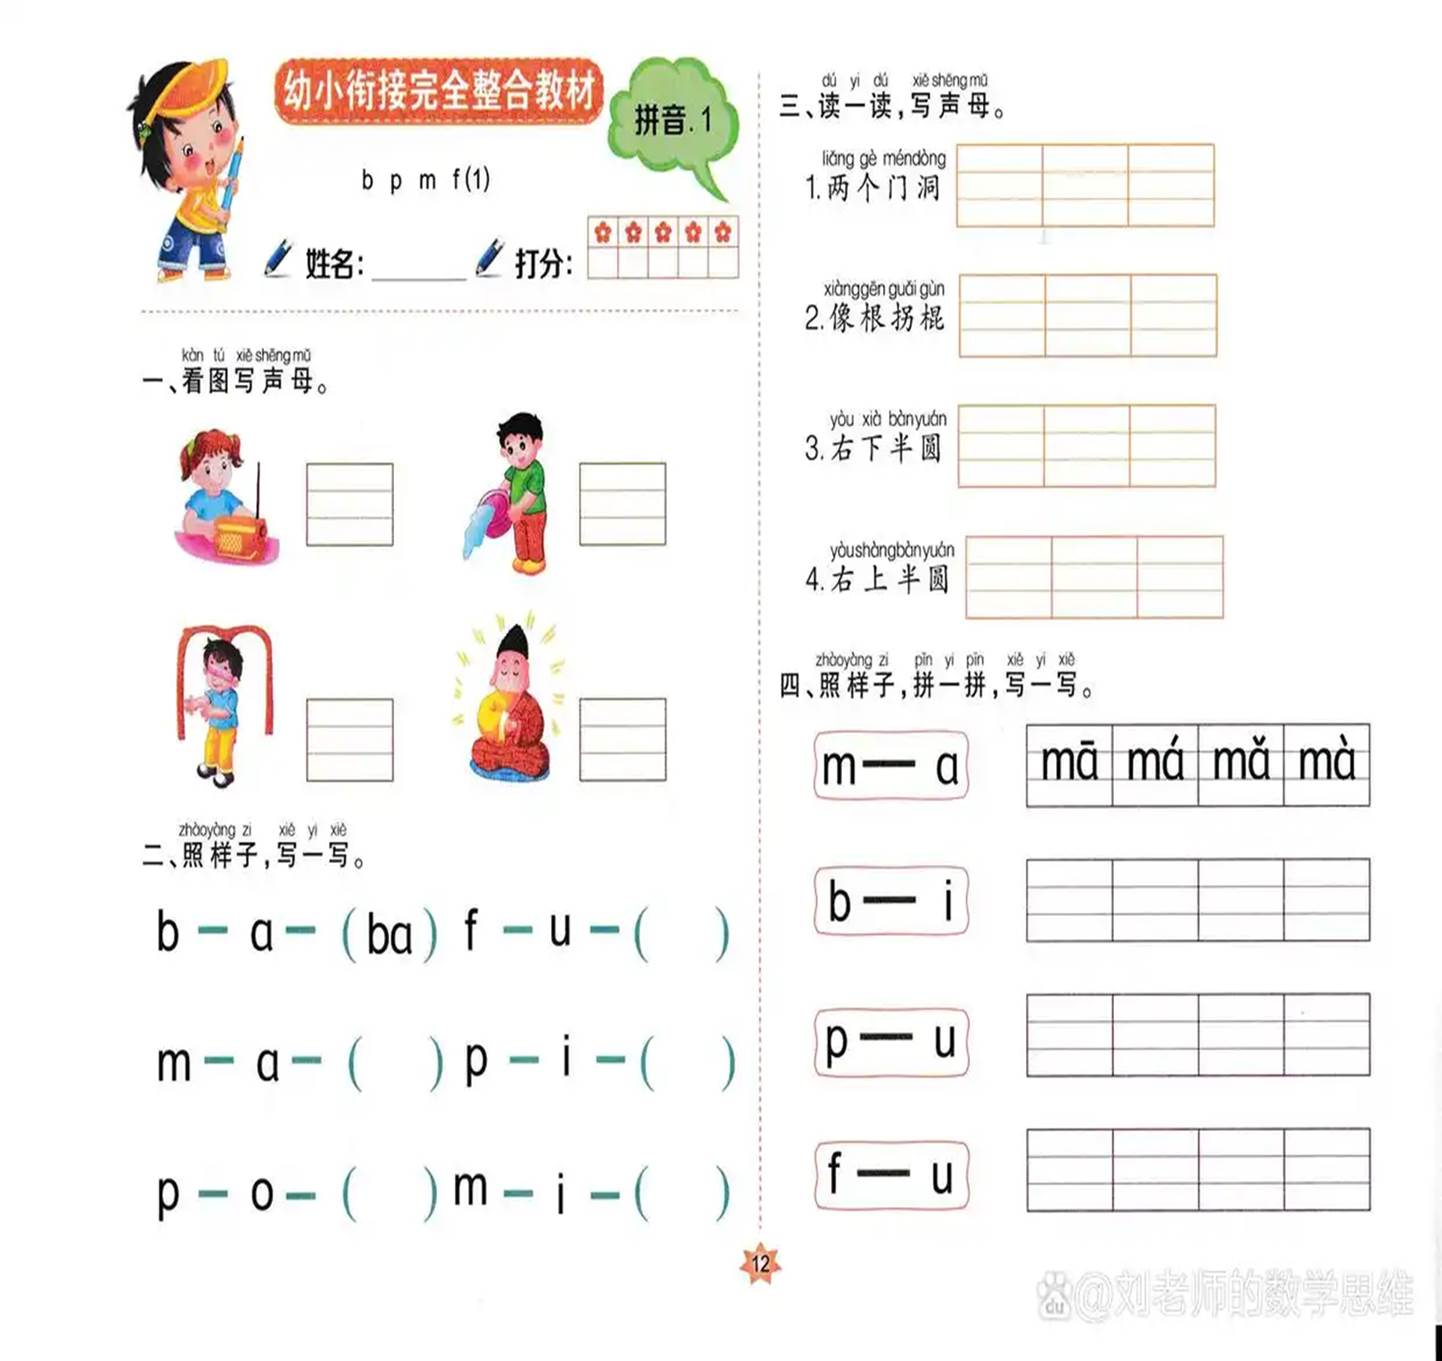 幼小衔接完全整合教材
拼音.1
b p m f(1)
姓名：
打分：
kàn tú xiě shēng mǔ
一、看图写声母。
zhàoyàng zi xiě yi xiě
二、照样子，写一写。
b — a — (ba) f — u — ( )
m — a — ( ) p — i — ( )
p — o — ( ) m — i — ( )
dú yi dú xiě shēng mǔ
三、读一读，写声母。
liǎng gè méndòng
1.两个门洞
xiànggēn guǎi gùn
2.像根拐棍
yòu xià bànyuán
3.右下半圆
yòushàngbànyuán
4.右上半圆
zhàoyàng zi pīn yi pīn xiě yi xiě
四、照样子，拼一拼，写一写。
m — a mā má mǎ mà
b — i
p — u
f — u
12
du @刘老师的数学思维